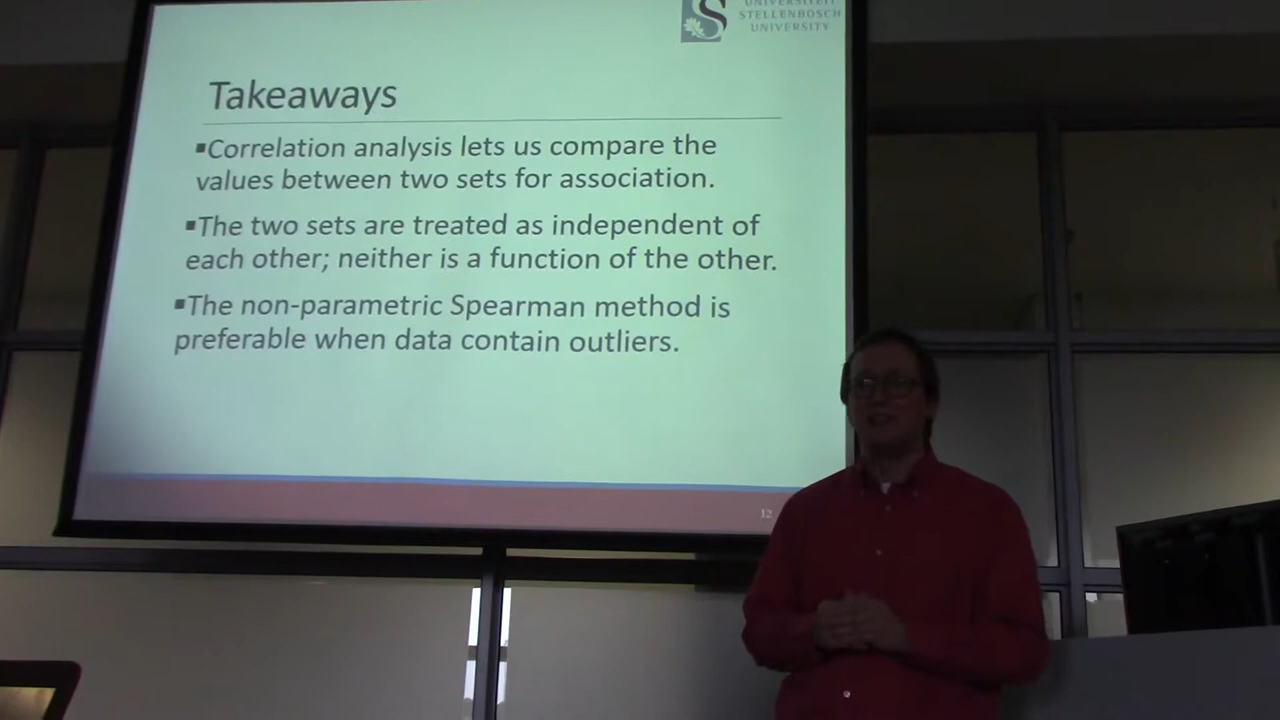 UNIVERSITEIT
STELLENBOSCH
UNIVERSITY
Takeaways
▪Correlation analysis lets us compare the
values between two sets for association.
▪The two sets are treated as independent of
each other; neither is a function of the other.
▪The non-parametric Spearman method is
preferable when data contain outliers.
12